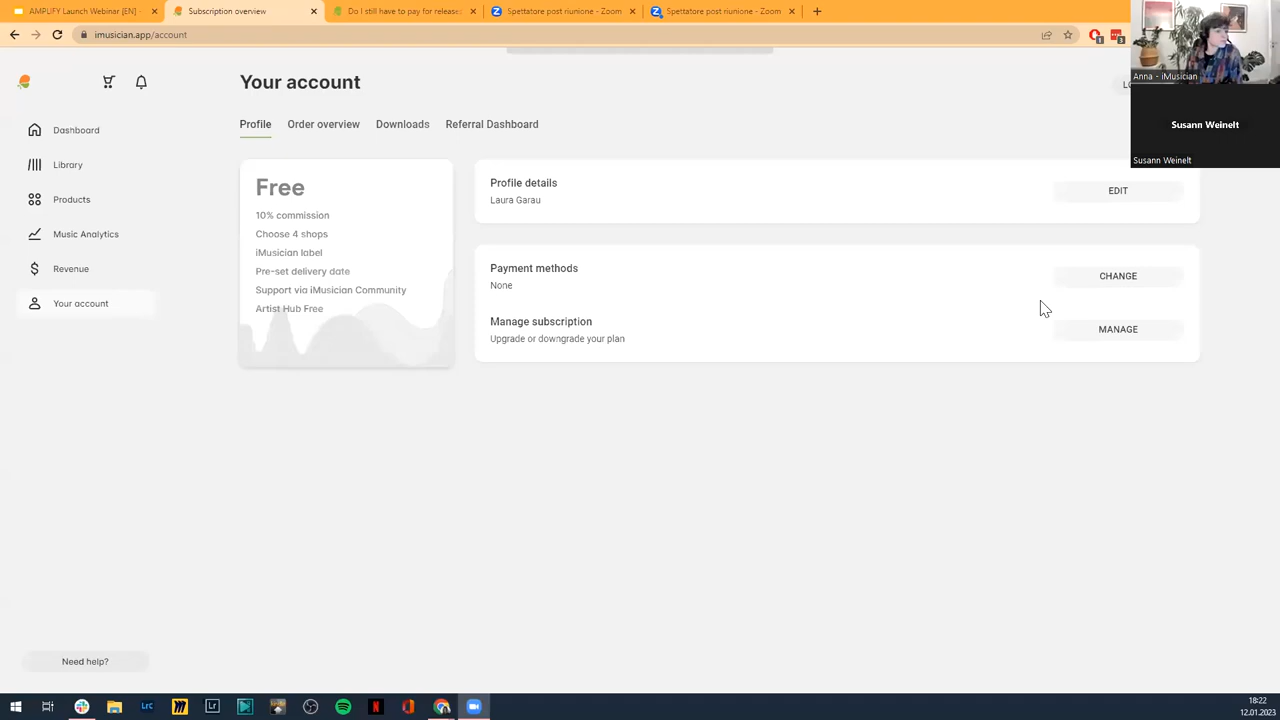 AMPLIFY Launch Webinar [EN] -
Subscription overview
Do I still have to pay for release
Spettatore post riunione - Zoom
Spettatore post riunione - Zoom
imusician.app/account
1
3
Anna - iMusician
Susann Weinelt
Susann Weinelt
Your account
Profile
Order overview
Downloads
Referral Dashboard
Dashboard
Library
Products
Music Analytics
Revenue
Your account
Need help?
Free
10% commission
Choose 4 shops
iMusician label
Pre-set delivery date
Support via iMusician Community
Artist Hub Free
Profile details
Laura Garau
EDIT
Payment methods
None
CHANGE
Manage subscription
Upgrade or downgrade your plan
MANAGE
Lrc
18:22
12.01.2023